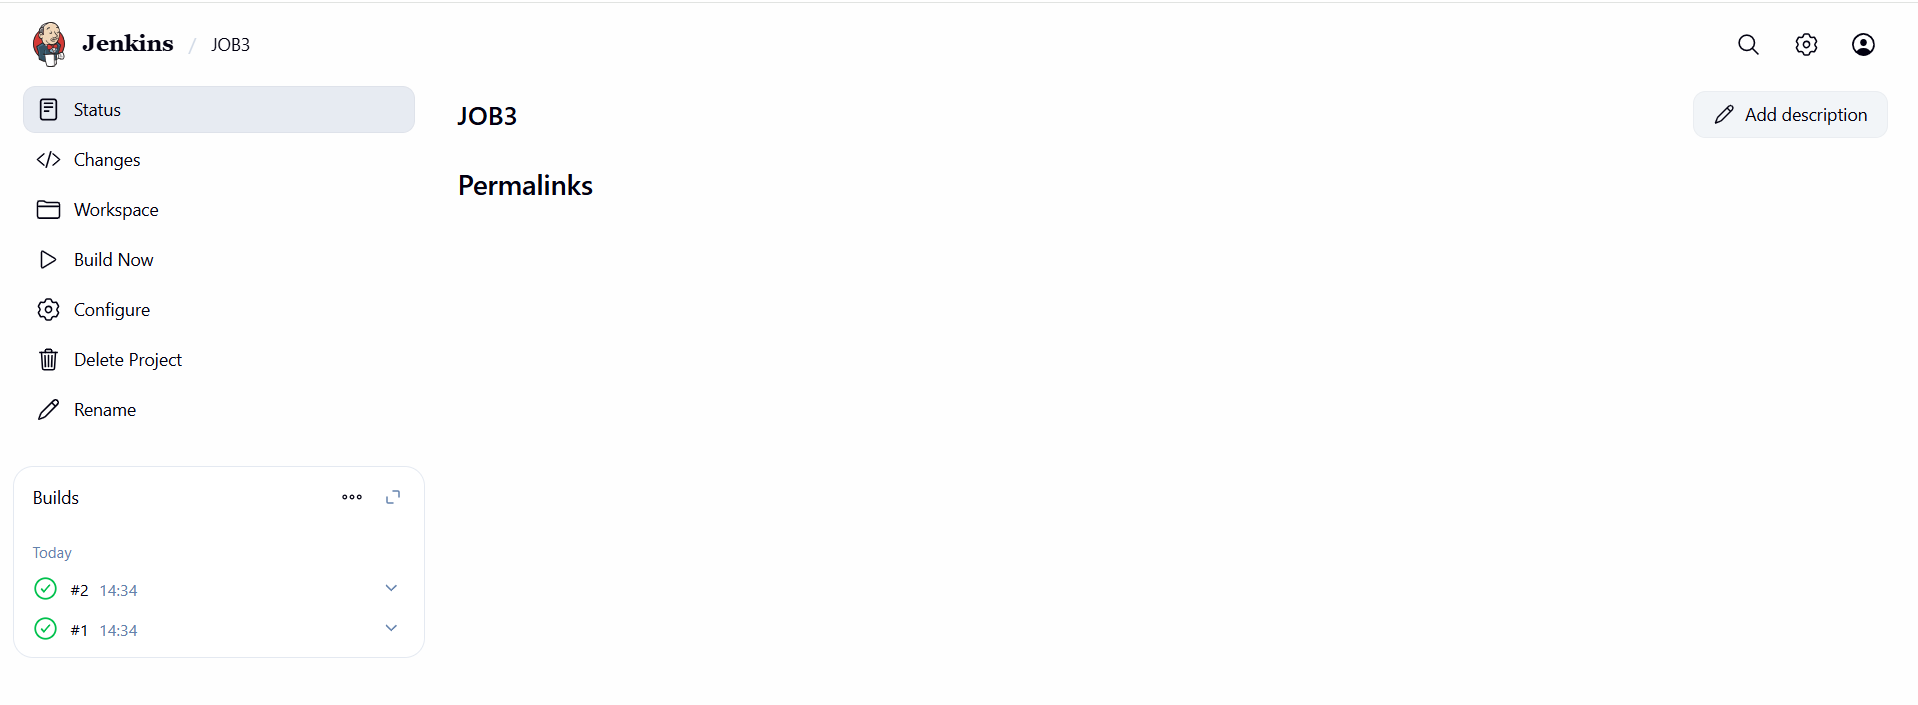 Jenkins / JOB3
Status
Changes
Workspace
Build Now
Configure
Delete Project
Rename
Builds
Today
#2 14:34
#1 14:34
JOB3
Add description
Permalinks